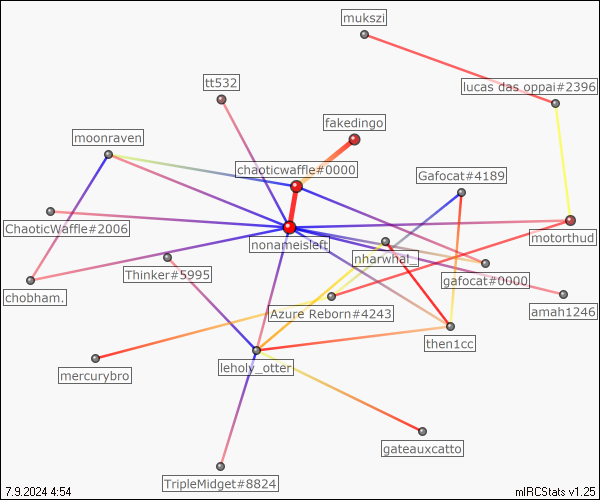 mukszi
lucas das oppai#2396
tt532
fakedingo
moonraven
chaoticwaffle#0000
Gafocat#4189
ChaoticWaffle#2006
nonameisleft
motorthud
nharwhal_
Thinker#5995
gafocat#0000
chobham.
Azure Reborn#4243
amah1246
then1cc
leholy_otter
mercurybro
gateauxcatto
TripleMidget#8824
7.9.2024 4:54
mIRCStats v1.25